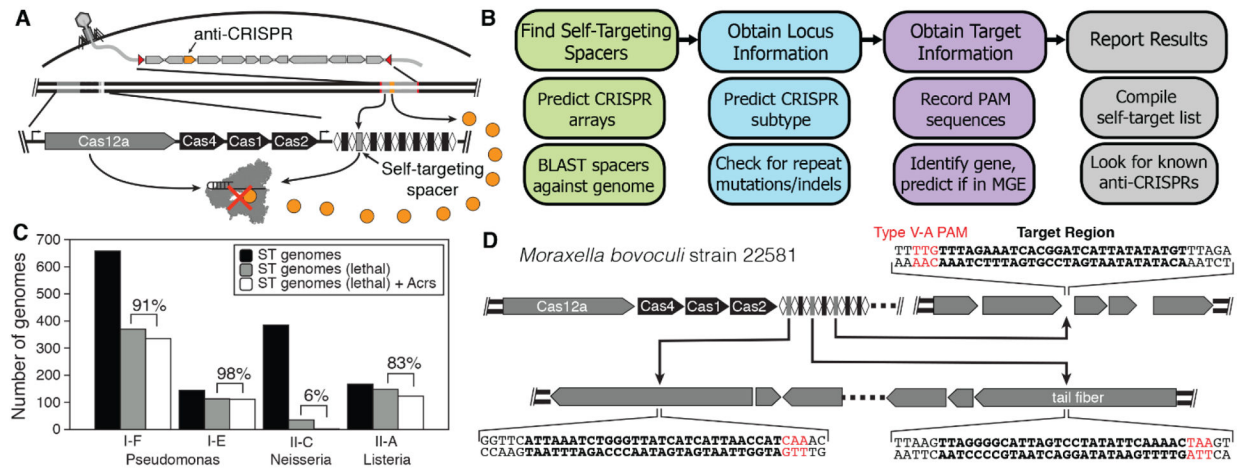 A
anti-CRISPR
Cas12a
Cas4
Cas1
Cas2
Self-targeting
spacer
B
Find Self-Targeting
Spacers
Predict CRISPR
arrays
BLAST spacers
against genome
Obtain Locus
Information
Predict CRISPR
subtype
Check for repeat
mutations/indels
Obtain Target
Information
Record PAM
sequences
Identify gene,
predict if in MGE
Report Results
Compile
self-target list
Look for known
anti-CRISPRs
C
Number of genomes
700
600
500
400
300
200
100
0
ST genomes
ST genomes (lethal)
ST genomes (lethal) + Acrs
91%
98%
6%
83%
I-F
I-E
II-C
II-A
Pseudomonas
Neisseria
Listeria
D
Moraxella bovoculi strain 22581
Type V-A PAM
Target Region
TTTTGTTTAGAAATCACGGATCATTATATATGTTTAGA
AAAACAAATCTTTAGTGCCTAGTAATATATACAAATCT
Cas12a
Cas4
Cas1
Cas2
tail fiber
GGTTCATTAAATCTGGGTTATCATCATTAACCATCAAAC
CCAAGTAATTTAGACCCAATAGTAGTAATTGGTAGTTTG
TTAAGTTAGGGGCATTAGTCCTATATTCAAAACTAAGT
AATTCAATCCCCGTAATCAGGATATAAGTTTTGATTCA